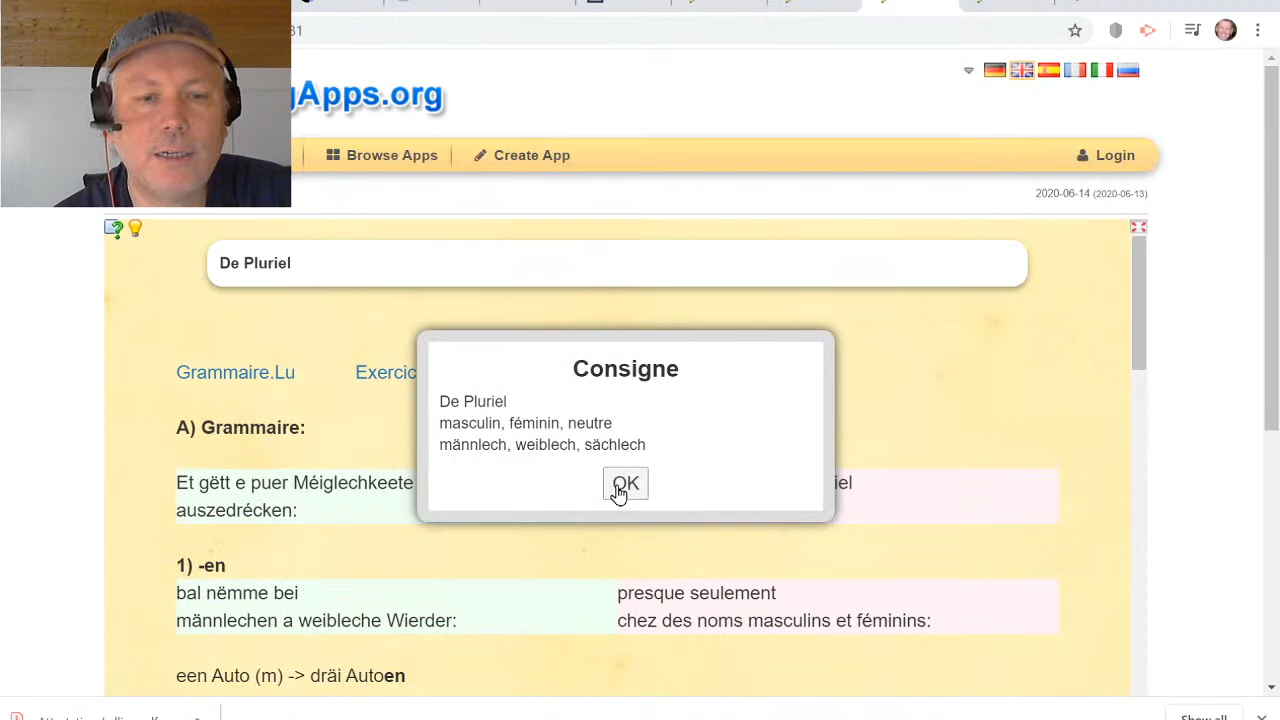 31
gApps.org
Browse Apps
Create App
Login
2020-06-14 (2020-06-13)
De Pluriel
Grammaire.Lu
Exercic
A) Grammaire:
Et gëtt e puer Méiglechkeete
iel
auszedrécken:
Consigne
De Pluriel
masculin, féminin, neutre
männlech, weiblech, sächlech
OK
1) -en
bal nëmme bei
presque seulement
männlechen a weibleche Wierder:
chez des noms masculins et féminins:
een Auto (m) -> dräi Autoen
Show all